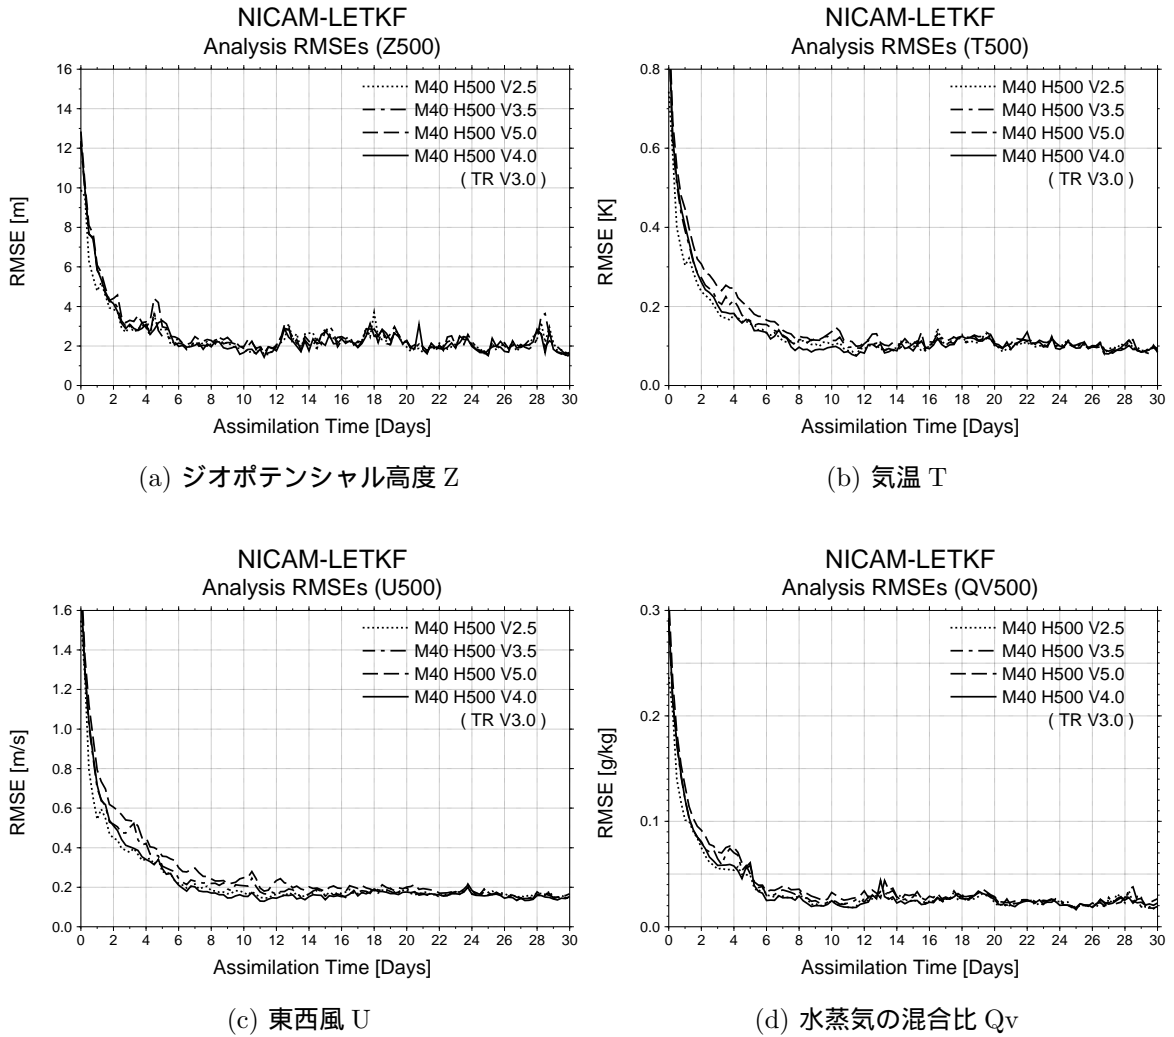 NICAM-LETKF
Analysis RMSEs (Z500)
RMSE [m]
16
14
12
10
8
6
4
2
0
M40 H500 V2.5
M40 H500 V3.5
M40 H500 V5.0
M40 H500 V4.0
( TR V3.0 )
0 2 4 6 8 10 12 14 16 18 20 22 24 26 28 30
Assimilation Time [Days]
(a) ジオポテンシャル高度 Z
NICAM-LETKF
Analysis RMSEs (T500)
RMSE [K]
0.8
0.6
0.4
0.2
0.0
M40 H500 V2.5
M40 H500 V3.5
M40 H500 V5.0
M40 H500 V4.0
( TR V3.0 )
0 2 4 6 8 10 12 14 16 18 20 22 24 26 28 30
Assimilation Time [Days]
(b) 気温 T
NICAM-LETKF
Analysis RMSEs (U500)
RMSE [m/s]
1.6
1.4
1.2
1.0
0.8
0.6
0.4
0.2
0.0
M40 H500 V2.5
M40 H500 V3.5
M40 H500 V5.0
M40 H500 V4.0
( TR V3.0 )
0 2 4 6 8 10 12 14 16 18 20 22 24 26 28 30
Assimilation Time [Days]
(c) 東西風 U
NICAM-LETKF
Analysis RMSEs (QV500)
RMSE [g/kg]
0.3
0.2
0.1
0.0
M40 H500 V2.5
M40 H500 V3.5
M40 H500 V5.0
M40 H500 V4.0
( TR V3.0 )
0 2 4 6 8 10 12 14 16 18 20 22 24 26 28 30
Assimilation Time [Days]
(d) 水蒸気の混合比 Qv